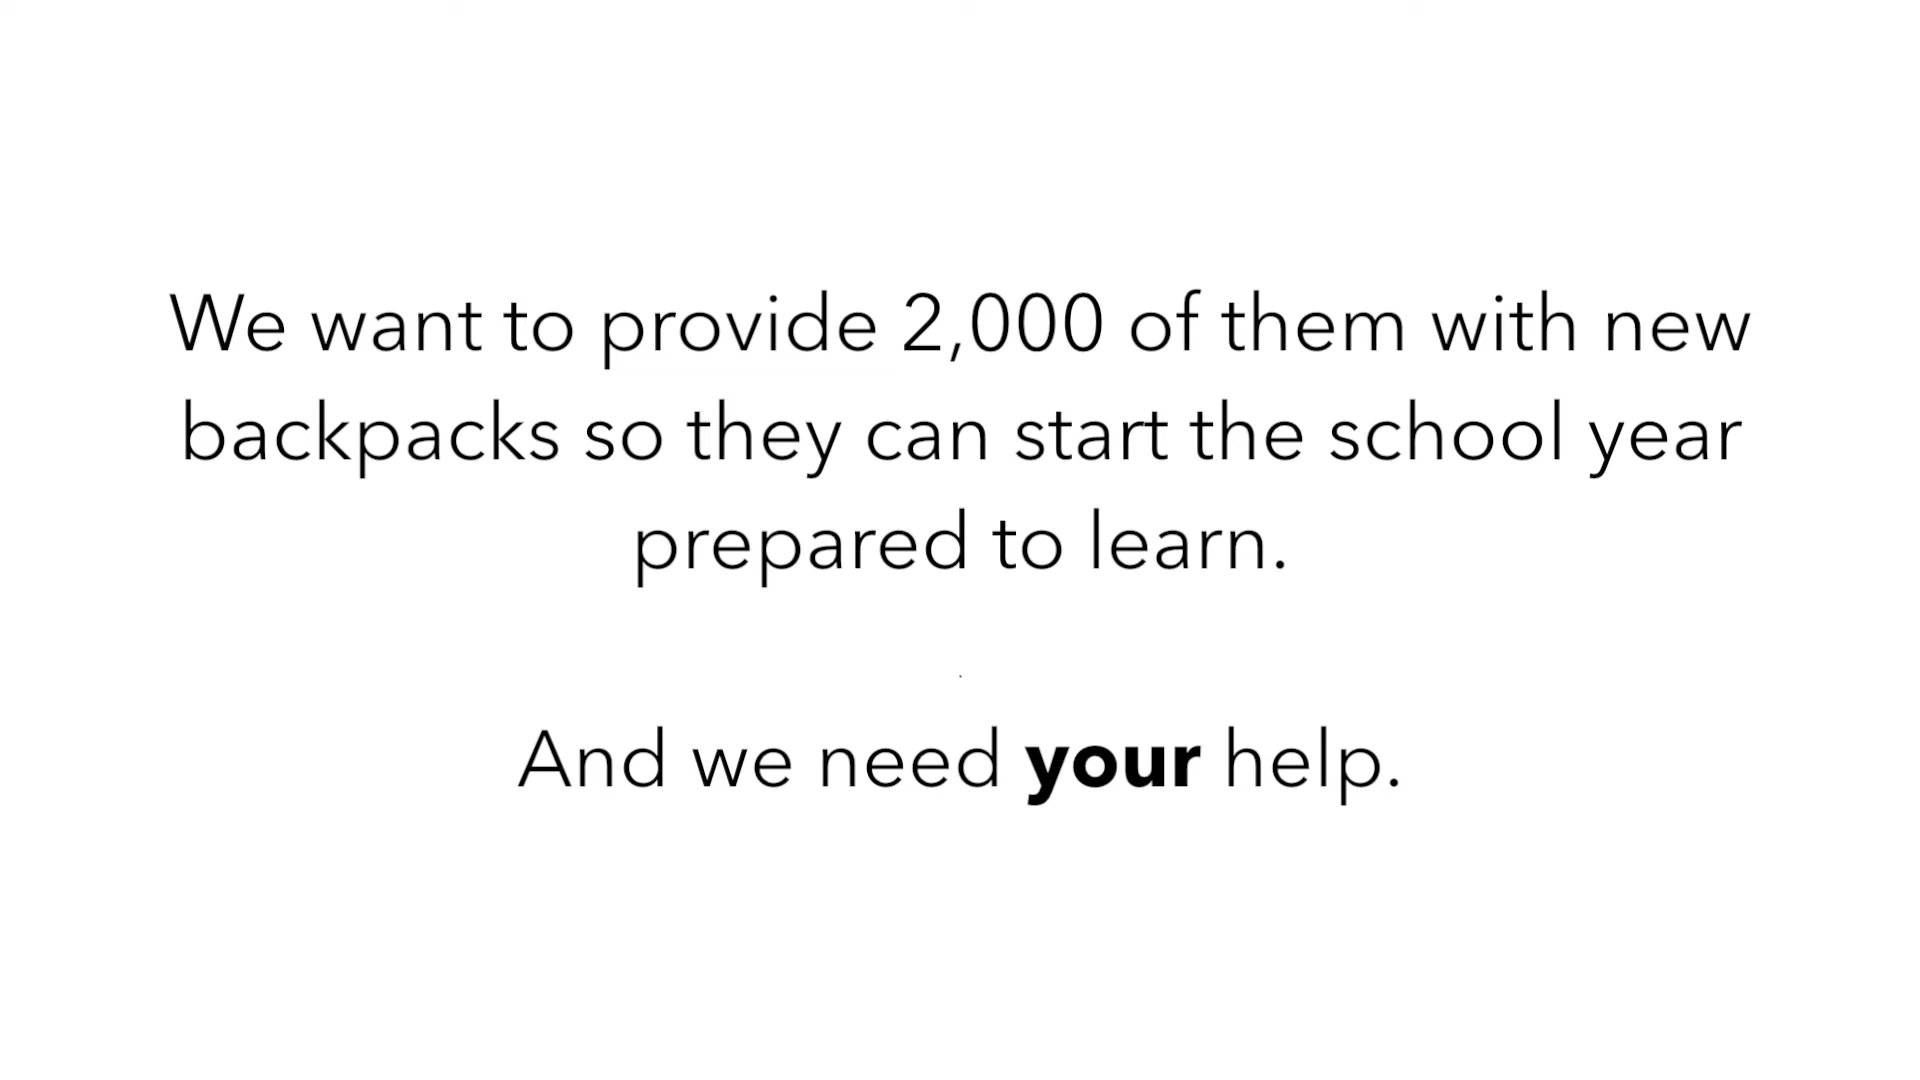 We want to provide 2,000 of them with new
backpacks so they can start the school year
prepared to learn.
And we need your help.